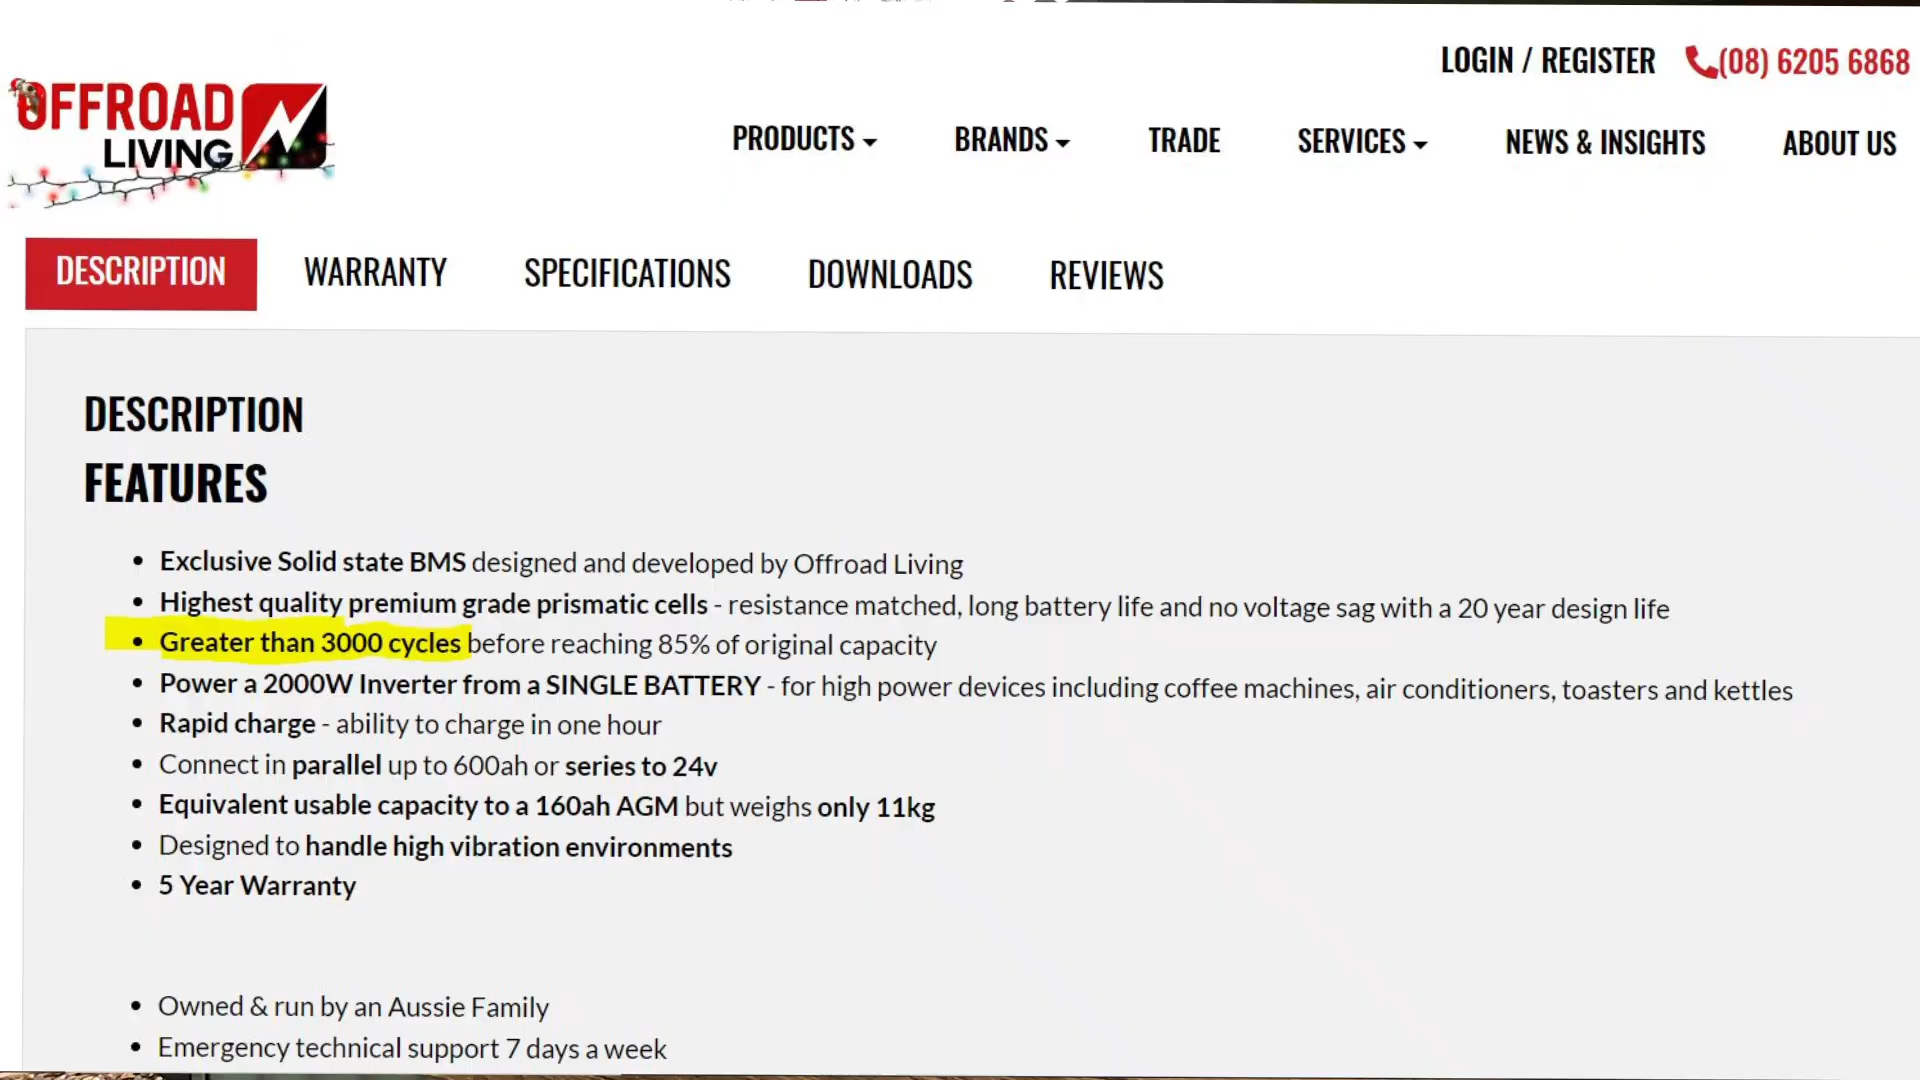 LOGIN / REGISTER (08) 6205 6868
OFFROAD
LIVING
PRODUCTS BRANDS TRADE SERVICES NEWS & INSIGHTS ABOUT US
DESCRIPTION WARRANTY SPECIFICATIONS DOWNLOADS REVIEWS
DESCRIPTION
FEATURES
• Exclusive Solid state BMS designed and developed by Offroad Living
• Highest quality premium grade prismatic cells - resistance matched, long battery life and no voltage sag with a 20 year design life
• Greater than 3000 cycles before reaching 85% of original capacity
• Power a 2000W Inverter from a SINGLE BATTERY - for high power devices including coffee machines, air conditioners, toasters and kettles
• Rapid charge - ability to charge in one hour
• Connect in parallel up to 600ah or series to 24v
• Equivalent usable capacity to a 160ah AGM but weighs only 11kg
• Designed to handle high vibration environments
• 5 Year Warranty
• Owned & run by an Aussie Family
• Emergency technical support 7 days a week